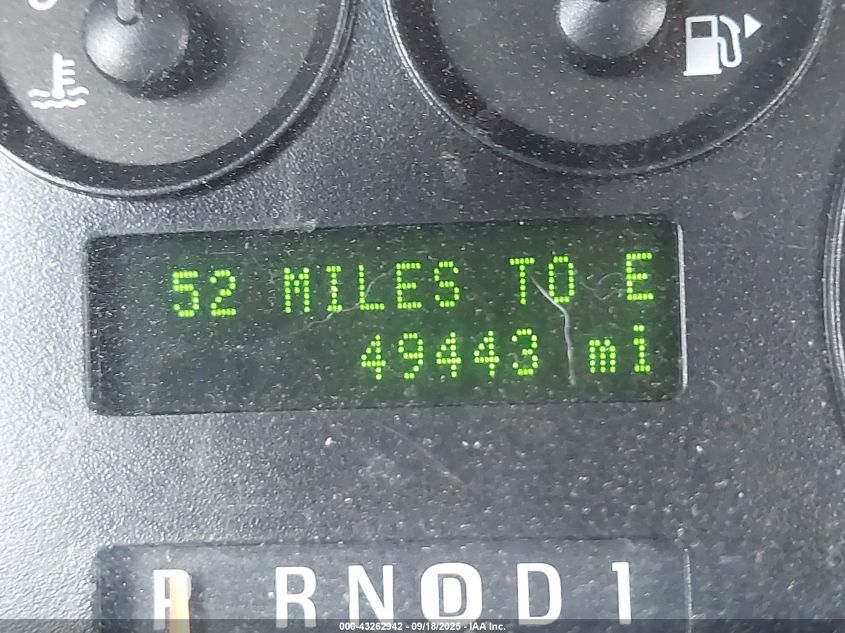 52 MILES TO E
49443 mi
P R N D D 1
000-43262942 - 09/18/2025 - IAA Inc.